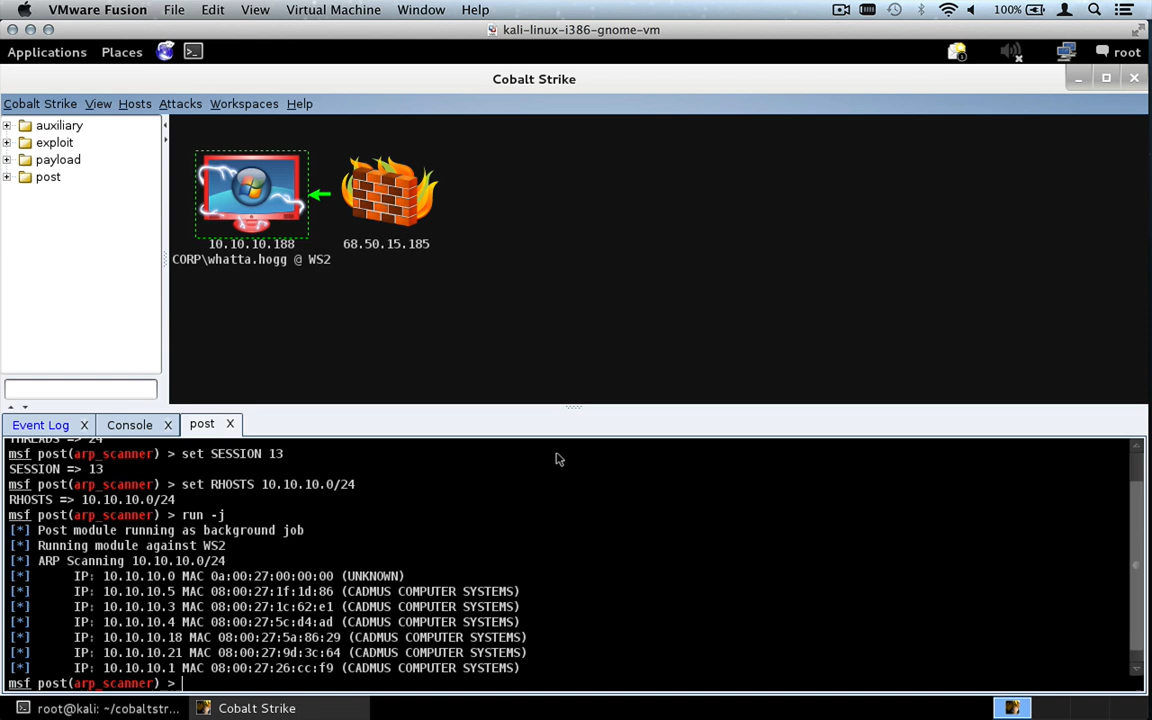 VMware Fusion File Edit View Virtual Machine Window Help 100%
kali-linux-i386-gnome-vm
Applications Places root
Cobalt Strike
Cobalt Strike View Hosts Attacks Workspaces Help
auxiliary
exploit
payload
post
10.10.10.188
CORP\whatta.hogg @ WS2
68.50.15.185
Event Log X Console X post X
THREADS => 24
msf post(arp_scanner) > set SESSION 13
SESSION => 13
msf post(arp_scanner) > set RHOSTS 10.10.10.0/24
RHOSTS => 10.10.10.0/24
msf post(arp_scanner) > run -j
[*] Post module running as background job
[*] Running module against WS2
[*] ARP Scanning 10.10.10.0/24
[*] IP: 10.10.10.0 MAC 0a:00:27:00:00:00 (UNKNOWN)
[*] IP: 10.10.10.5 MAC 08:00:27:1f:1d:86 (CADMUS COMPUTER SYSTEMS)
[*] IP: 10.10.10.3 MAC 08:00:27:1c:62:e1 (CADMUS COMPUTER SYSTEMS)
[*] IP: 10.10.10.4 MAC 08:00:27:5c:d4:ad (CADMUS COMPUTER SYSTEMS)
[*] IP: 10.10.10.18 MAC 08:00:27:5a:86:29 (CADMUS COMPUTER SYSTEMS)
[*] IP: 10.10.10.21 MAC 08:00:27:9d:3c:64 (CADMUS COMPUTER SYSTEMS)
[*] IP: 10.10.10.1 MAC 08:00:27:26:cc:f9 (CADMUS COMPUTER SYSTEMS)
msf post(arp_scanner) >
root@kali: ~/cobaltstr... Cobalt Strike